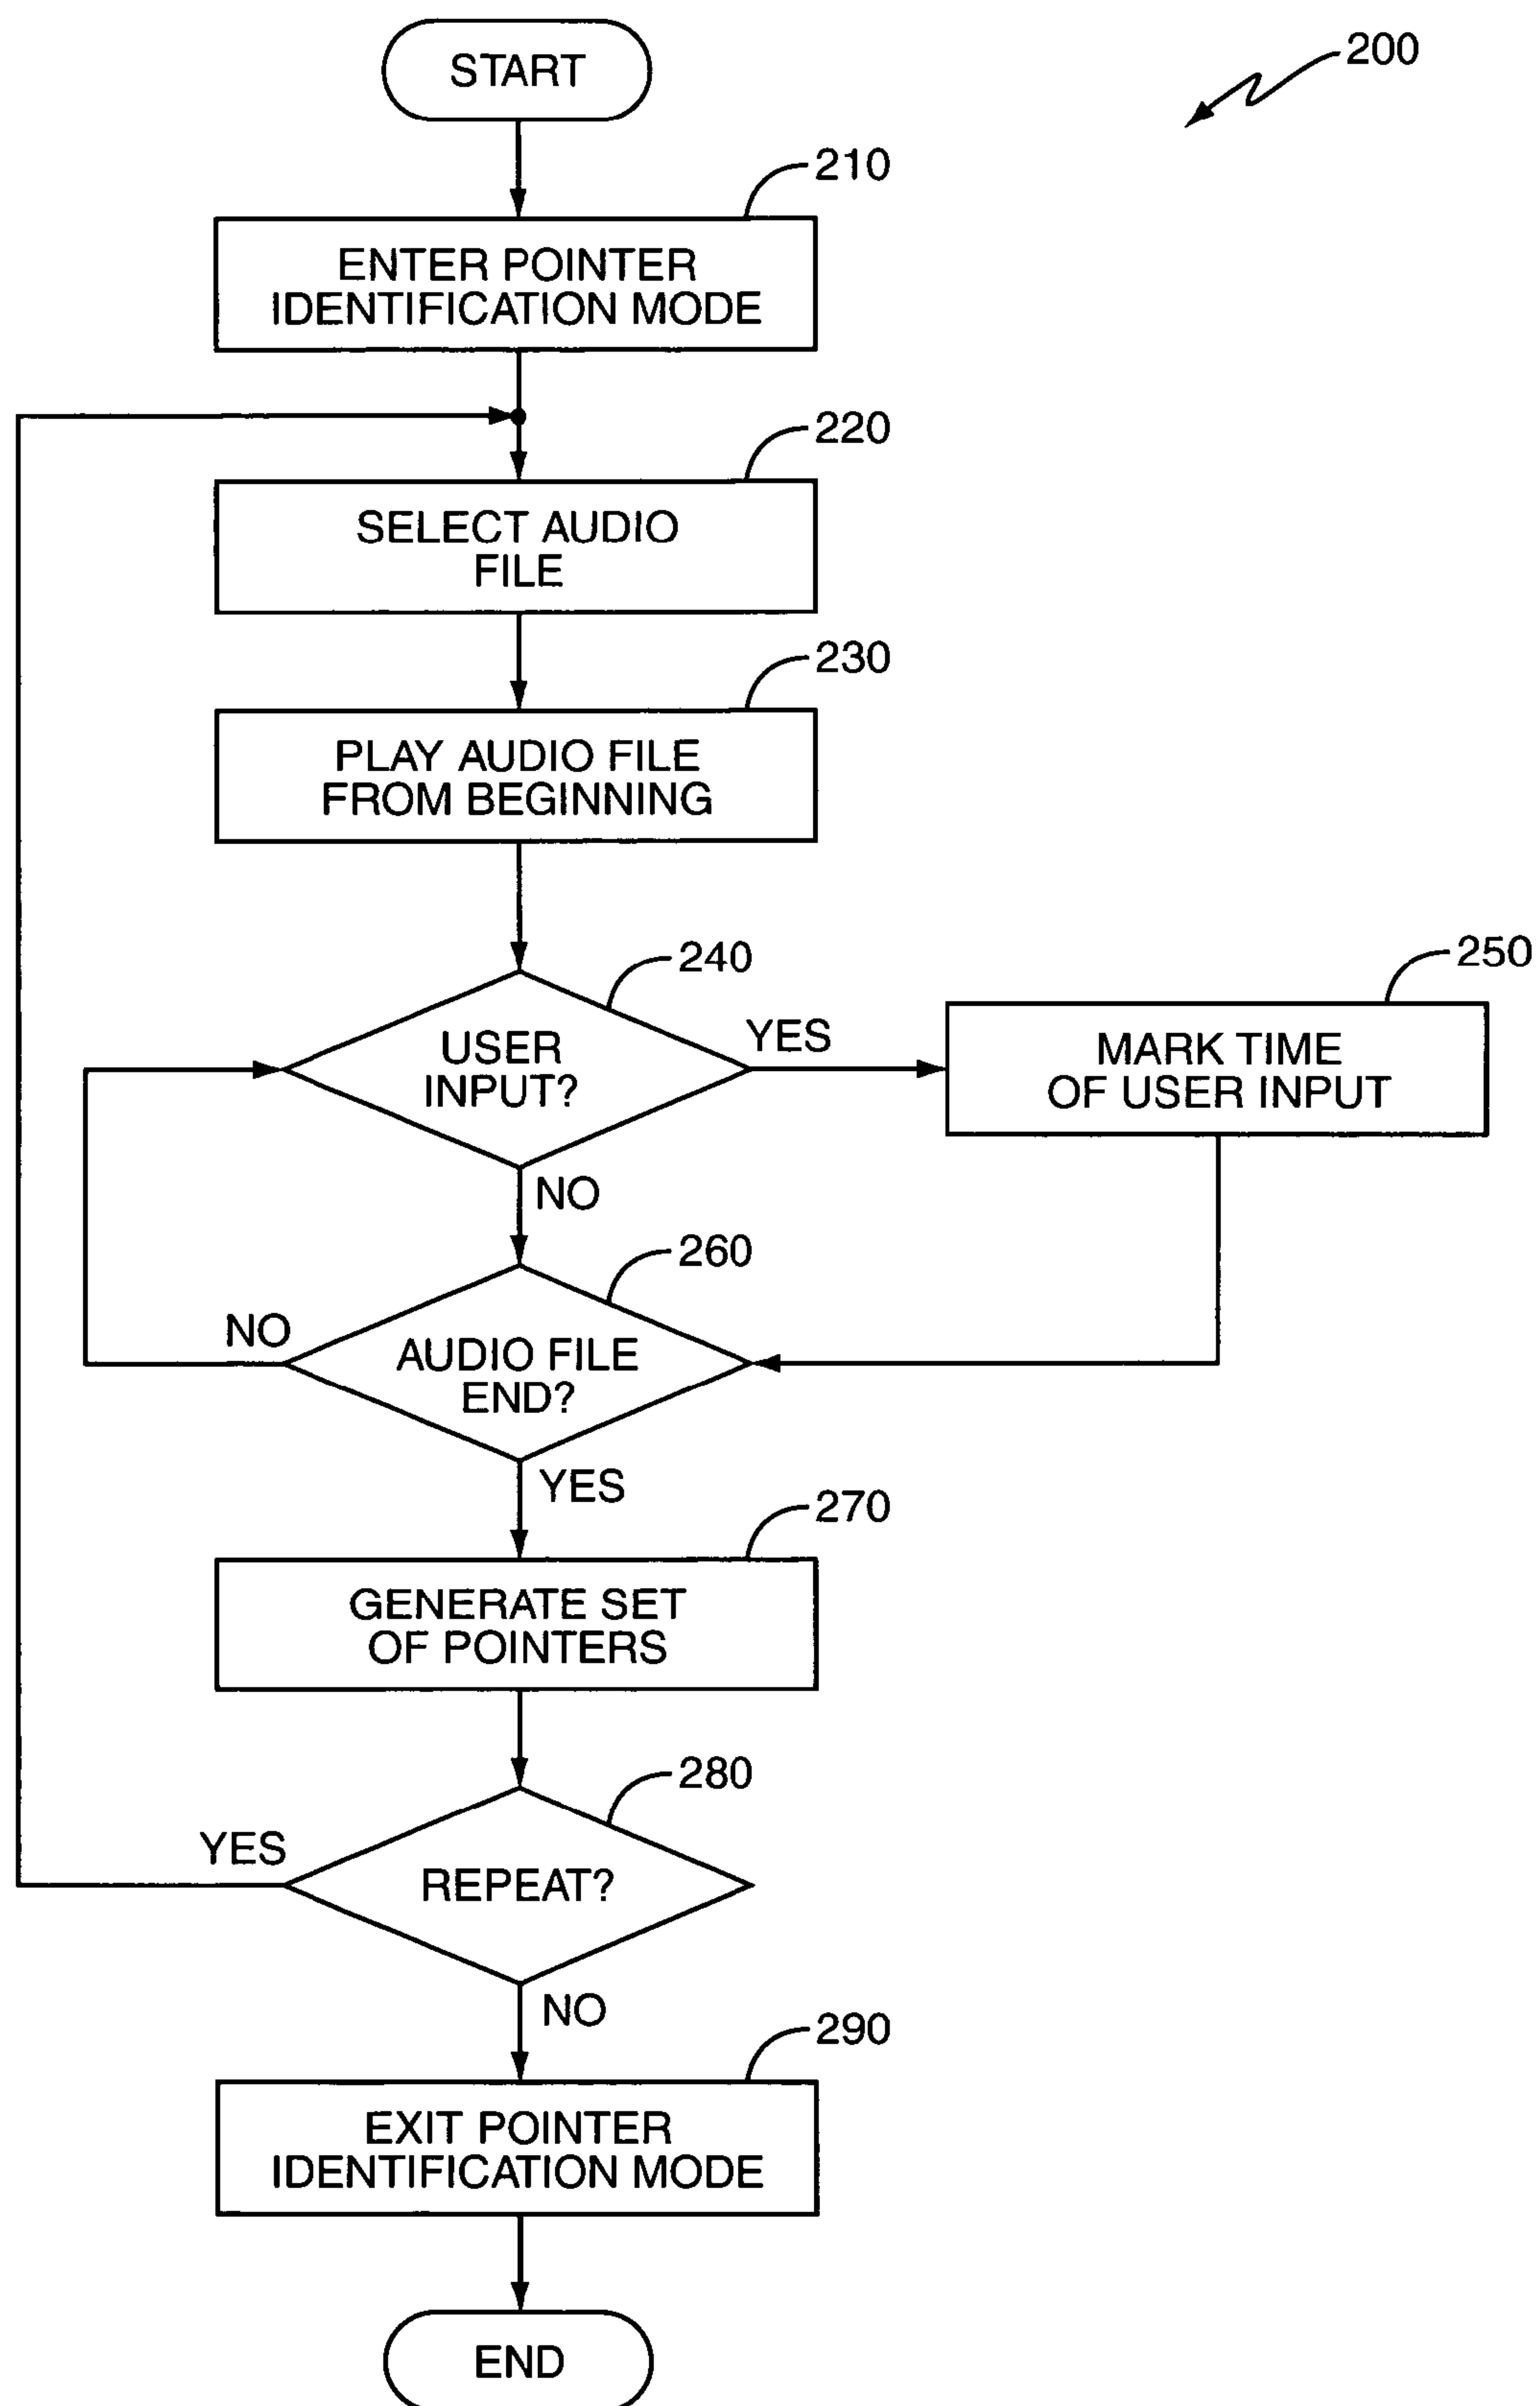 START
200
210
ENTER POINTER
IDENTIFICATION MODE
220
SELECT AUDIO
FILE
230
PLAY AUDIO FILE
FROM BEGINNING
240
USER
INPUT?
YES
250
MARK TIME
OF USER INPUT
NO
260
AUDIO FILE
END?
NO
YES
270
GENERATE SET
OF POINTERS
280
REPEAT?
YES
NO
290
EXIT POINTER
IDENTIFICATION MODE
END